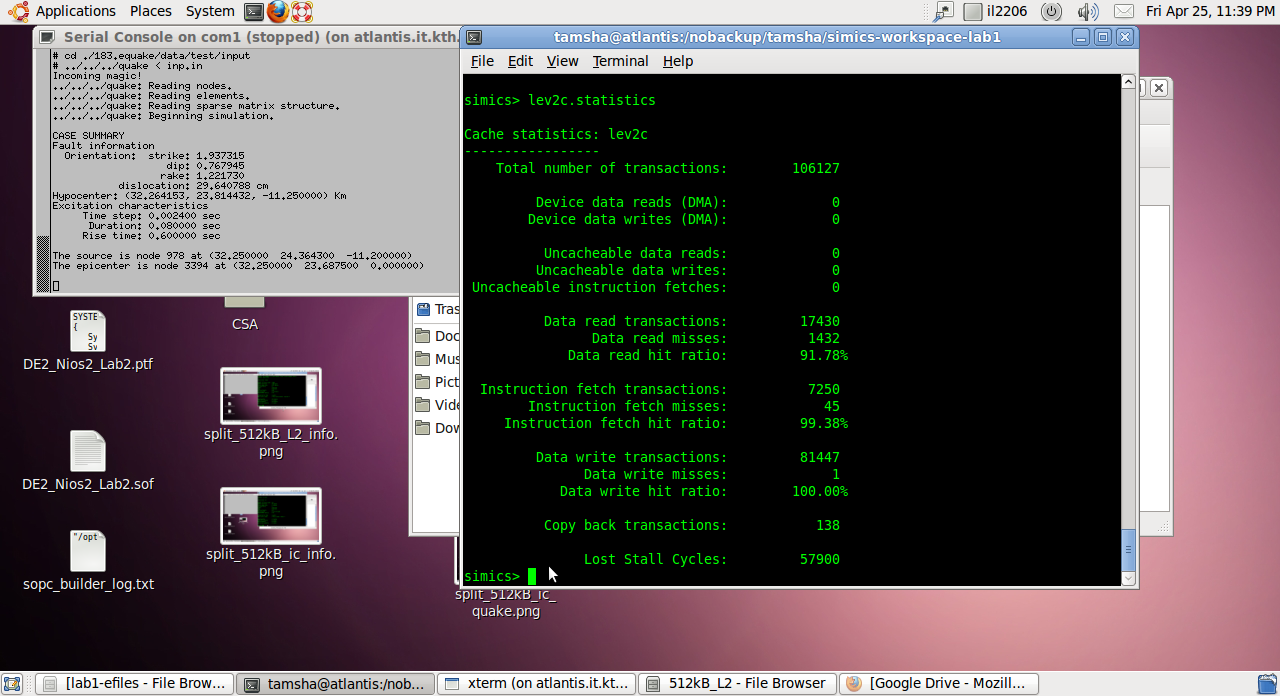 Applications Places System
il2206
Fri Apr 25, 11:39 PM
Serial Console on com1 (stopped) (on atlantis.it.kth.
# cd ./183.equake/data/test/input
# ../../../quake < inp.in
Incoming magic!
../../../quake: Reading nodes.
../../../quake: Reading elements.
../../../quake: Reading sparse matrix structure.
../../../quake: Beginning simulation.
CASE SUMMARY
Fault information
Orientation: strike: 1.937315
dip: 0.767945
rake: 1.221730
dislocation: 29.640788 cm
Hypocenter: (32.264153, 23.814432, -11.250000) Km
Excitation characteristics
Time step: 0.002400 sec
Duration: 0.080000 sec
Rise time: 0.600000 sec
The source is node 978 at (32.250000 24.364300 -11.200000)
The epicenter is node 3394 at (32.250000 23.687500 0.000000)
tamsha@atlantis:/nobackup/tamsha/simics-workspace-lab1
File Edit View Terminal Help
simics> lev2c.statistics
Cache statistics: lev2c
-----------------
Total number of transactions: 106127
Device data reads (DMA): 0
Device data writes (DMA): 0
Uncacheable data reads: 0
Uncacheable data writes: 0
Uncacheable instruction fetches: 0
Data read transactions: 17430
Data read misses: 1432
Data read hit ratio: 91.78%
Instruction fetch transactions: 7250
Instruction fetch misses: 45
Instruction fetch hit ratio: 99.38%
Data write transactions: 81447
Data write misses: 1
Data write hit ratio: 100.00%
Copy back transactions: 138
Lost Stall Cycles: 57900
simics>
Tras
Doc
Mus
Pict
Vide
Dow
CSA
SYSTE
{
Sy
Sv
DE2_Nios2_Lab2.ptf
split_512kB_L2_info.
png
DE2_Nios2_Lab2.sof
split_512kB_ic_info.
png
"/opt
sopc_builder_log.txt
split_512kB_ic_
quake.png
[lab1-efiles - File Brow...
tamsha@atlantis:/nob...
xterm (on atlantis.it.kt...
512kB_L2 - File Browser
[Google Drive - Mozill...